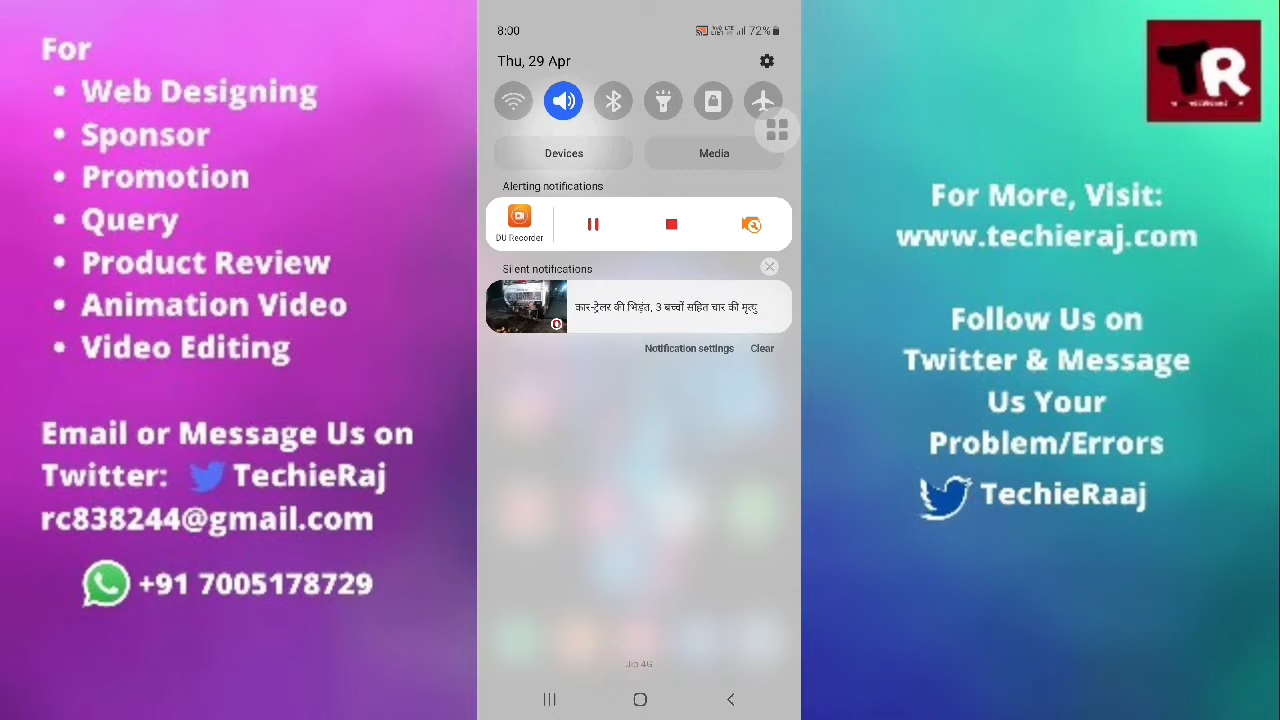 For
• Web Designing
• Sponsor
• Promotion
• Query
• Product Review
• Animation Video
• Video Editing
Email or Message Us on
Twitter: TechieRaj
rc838244@gmail.com
+91 7005178729
8:00
72%
Thu, 29 Apr
Devices
Media
Alerting notifications
DU Recorder
Silent notifications
कार-ट्रेलर की भिड़ंत, 3 बच्चों सहित चार की मृत्यु
Notification settings Clear
Jio 4G
TR
For More, Visit:
www.techieraj.com
Follow Us on
Twitter & Message
Us Your
Problem/Errors
TechieRaaj